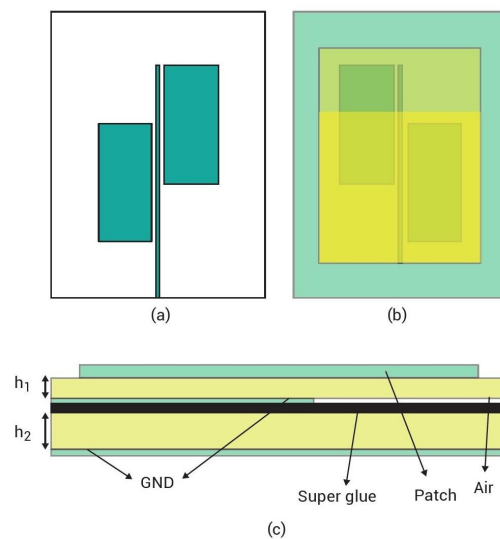 (a)
(b)
h₁
h₂
GND
Super glue
Patch
Air
(c)